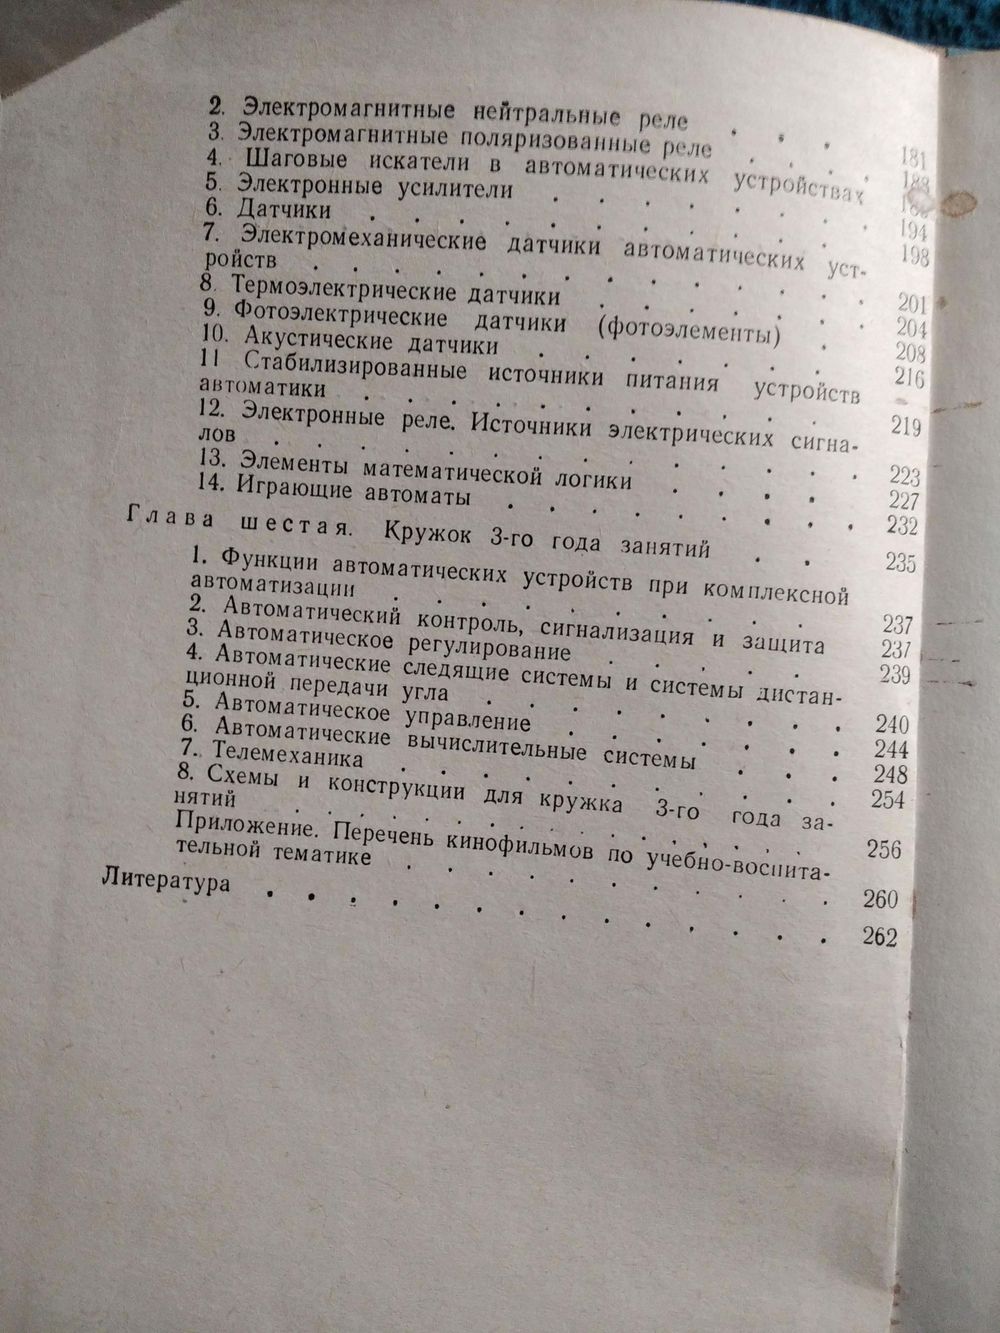 2. Электромагнитные нейтральные реле . . . 181
3. Электромагнитные поляризованные реле . . . 188
4. Шаговые искатели в автоматических устройствах
5. Электронные усилители . . . . . . . 194
6. Датчики . . . . . . . . . . . 198
7. Электромеханические датчики автоматических уст-
ройств . . . . . . . . . . . . . 201
8. Термоэлектрические датчики . . . . . . 204
9. Фотоэлектрические датчики (фотоэлементы) . 208
10. Акустические датчики . . . . . . . 216
11 Стабилизированные источники питания устройств
автоматики . . . . . . . . . . . 219
12. Электронные реле. Источники электрических сигна-
лов . . . . . . . . . . . . . 223
13. Элементы математической логики . . . . 227
14. Играющие автоматы . . . . . . . . 232
Глава шестая. Кружок 3-го года занятий . . 235
1. Функции автоматических устройств при комплексной
автоматизации . . . . . . . . . . 237
2. Автоматический контроль, сигнализация и защита 237
3. Автоматическое регулирование . . . . . 239
4. Автоматические следящие системы и системы дистан-
ционной передачи угла . . . . . . . . 240
5. Автоматическое управление . . . . . . 244
6. Автоматические вычислительные системы . . . 248
7. Телемеханика . . . . . . . . . . 254
8. Схемы и конструкции для кружка 3-го года за-
нятий . . . . . . . . . . . . 256
Приложение. Перечень кинофильмов по учебно-воспита-
тельной тематике . . . . . . . . . . 260
Литература . . . . . . . . . . . . . . 262